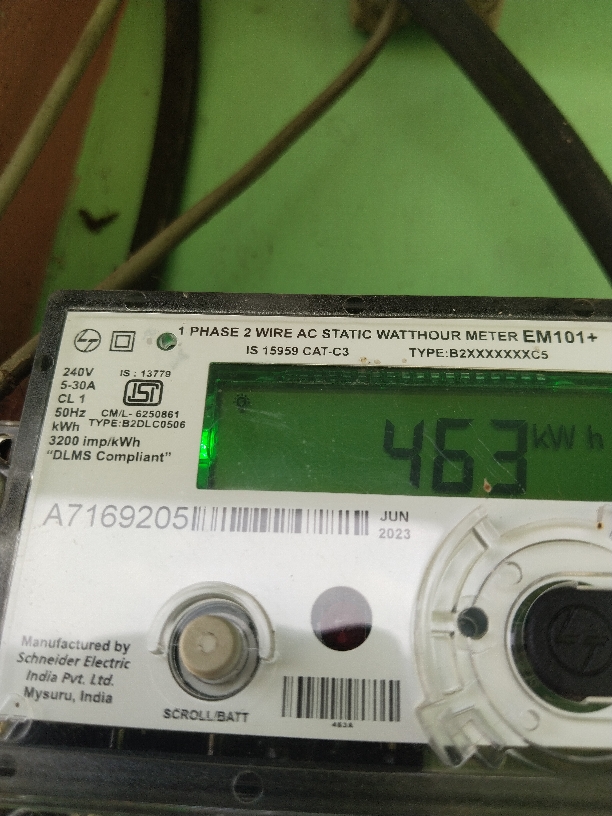 1 PHASE 2 WIRE AC STATIC WATTHOUR METER EM101+
IS 15959 CAT-C3 TYPE:B2XXXXXXXC5
240V IS : 13779
5-30A
CL 1 ISI
50Hz CM/L- 6250861
kWh TYPE:B2DLC0506
3200 imp/kWh
"DLMS Compliant"
463 kWh
A7169205 JUN
2023
Manufactured by
Schneider Electric
India Pvt. Ltd.
Mysuru, India
SCROLL/BATT